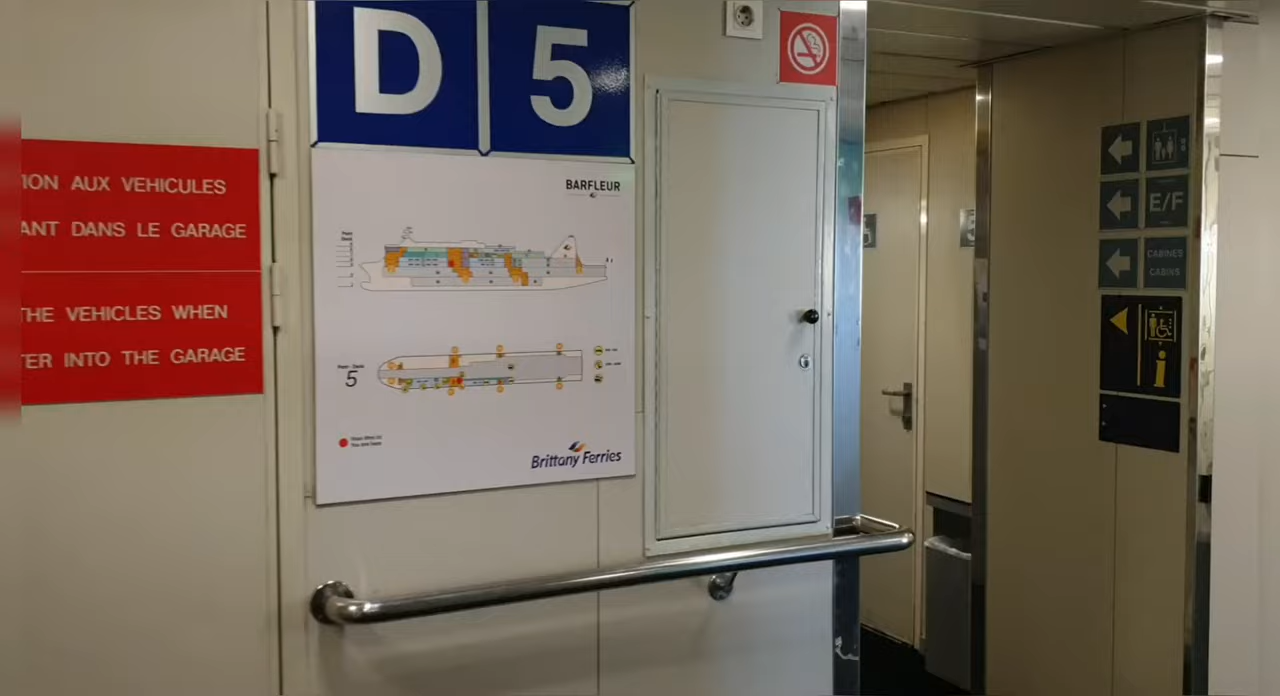 D 5
ION AUX VEHICULES
ANT DANS LE GARAGE
THE VEHICLES WHEN
TER INTO THE GARAGE
BARFLEUR
5
Brittany Ferries
E/F
CABINES
CABINS